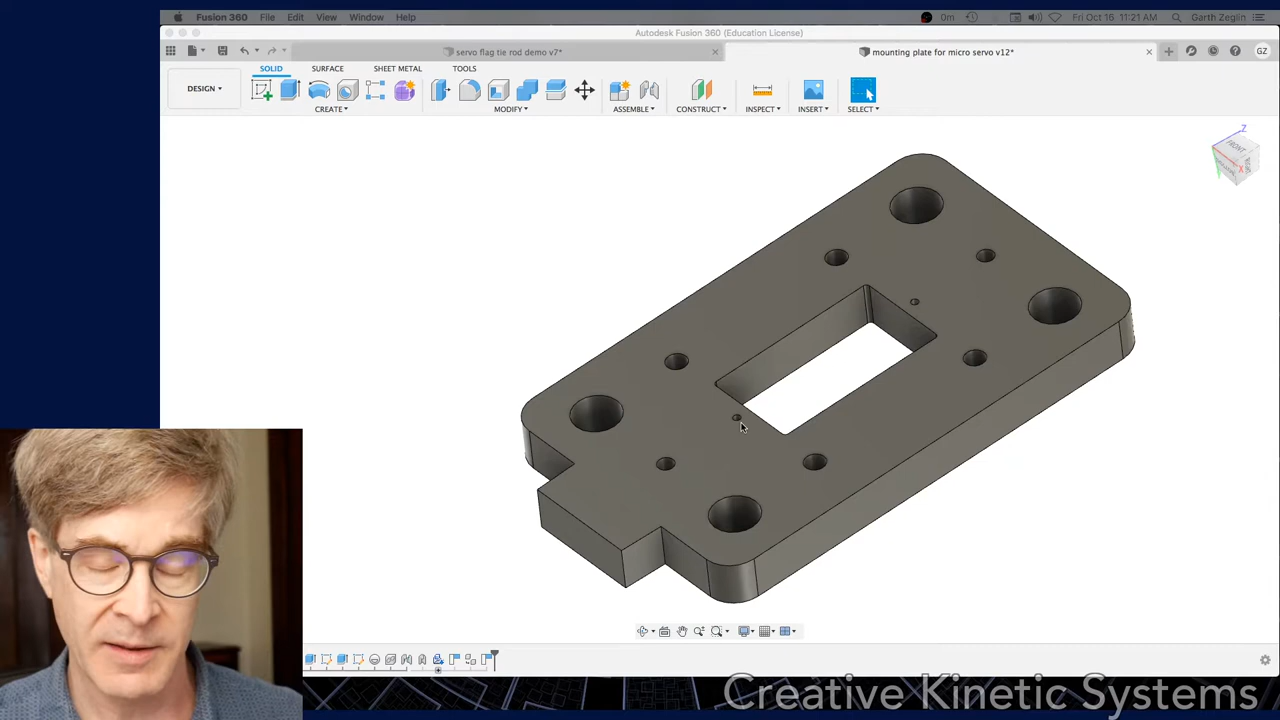 Fusion 360 File Edit View Window Help 0m Fri Oct 16 11:21 AM Garth Zeglin
Autodesk Fusion 360 (Education License)
servo flag tie rod demo v7* mounting plate for micro servo v12* GZ
SOLID SURFACE SHEET METAL TOOLS
DESIGN
CREATE MODIFY ASSEMBLE CONSTRUCT INSPECT INSERT SELECT
Z
FRONT
X
Creative Kinetic Systems